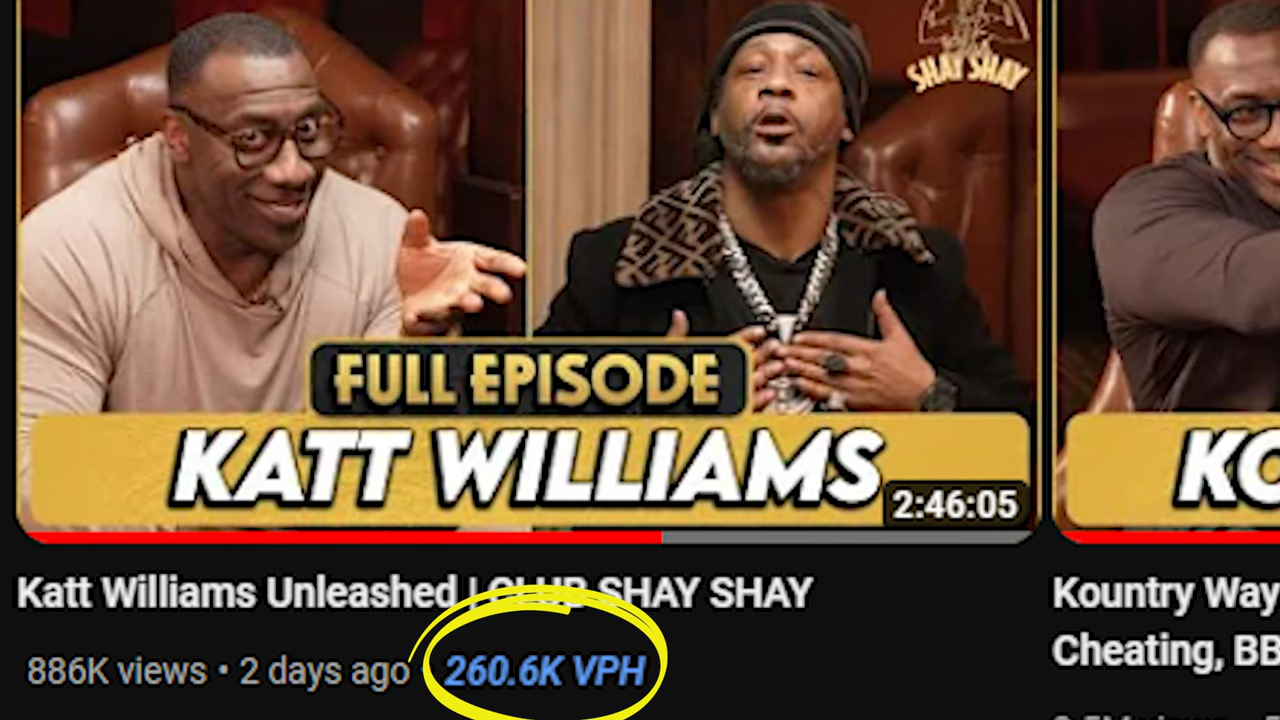 SHAY SHAY
FULL EPISODE
KATT WILLIAMS
2:46:05
KO
Katt Williams Unleashed | CLUB SHAY SHAY
886K views • 2 days ago • 260.6K VPH
Kountry Way
Cheating, BB